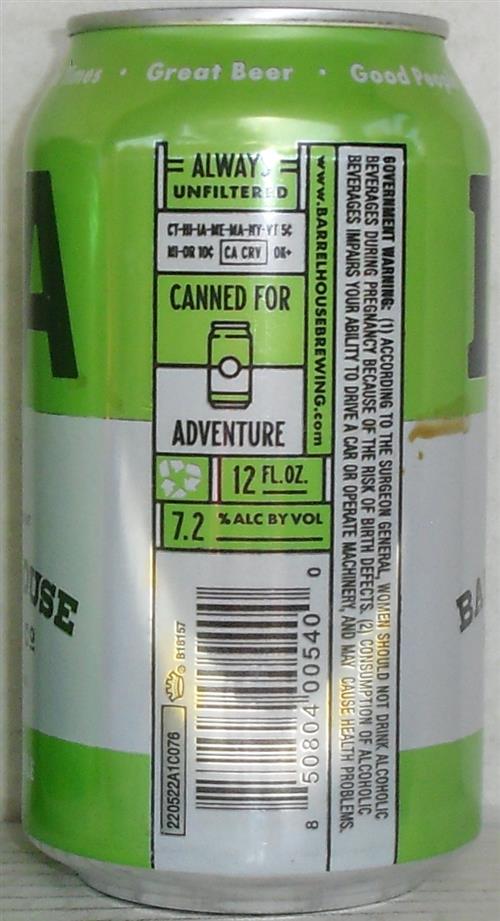 · Great Beer · Good
A
ALWAYS
UNFILTERED
CT-HI-IA-ME-MA-NY-VT 5¢
MI-OR 10¢ CA CRV OK+
CANNED FOR
ADVENTURE
12 FL.OZ.
7.2 % ALC BY VOL
www.BARRELHOUSEBREWING.com
GOVERNMENT WARNING: (1) ACCORDING TO THE SURGEON GENERAL, WOMEN SHOULD NOT DRINK ALCOHOLIC
BEVERAGES DURING PREGNANCY BECAUSE OF THE RISK OF BIRTH DEFECTS. (2) CONSUMPTION OF ALCOHOLIC
BEVERAGES IMPAIRS YOUR ABILITY TO DRIVE A CAR OR OPERATE MACHINERY, AND MAY CAUSE HEALTH PROBLEMS.
USE
BA
B18157
220522A1C076
8 50804 00540 0